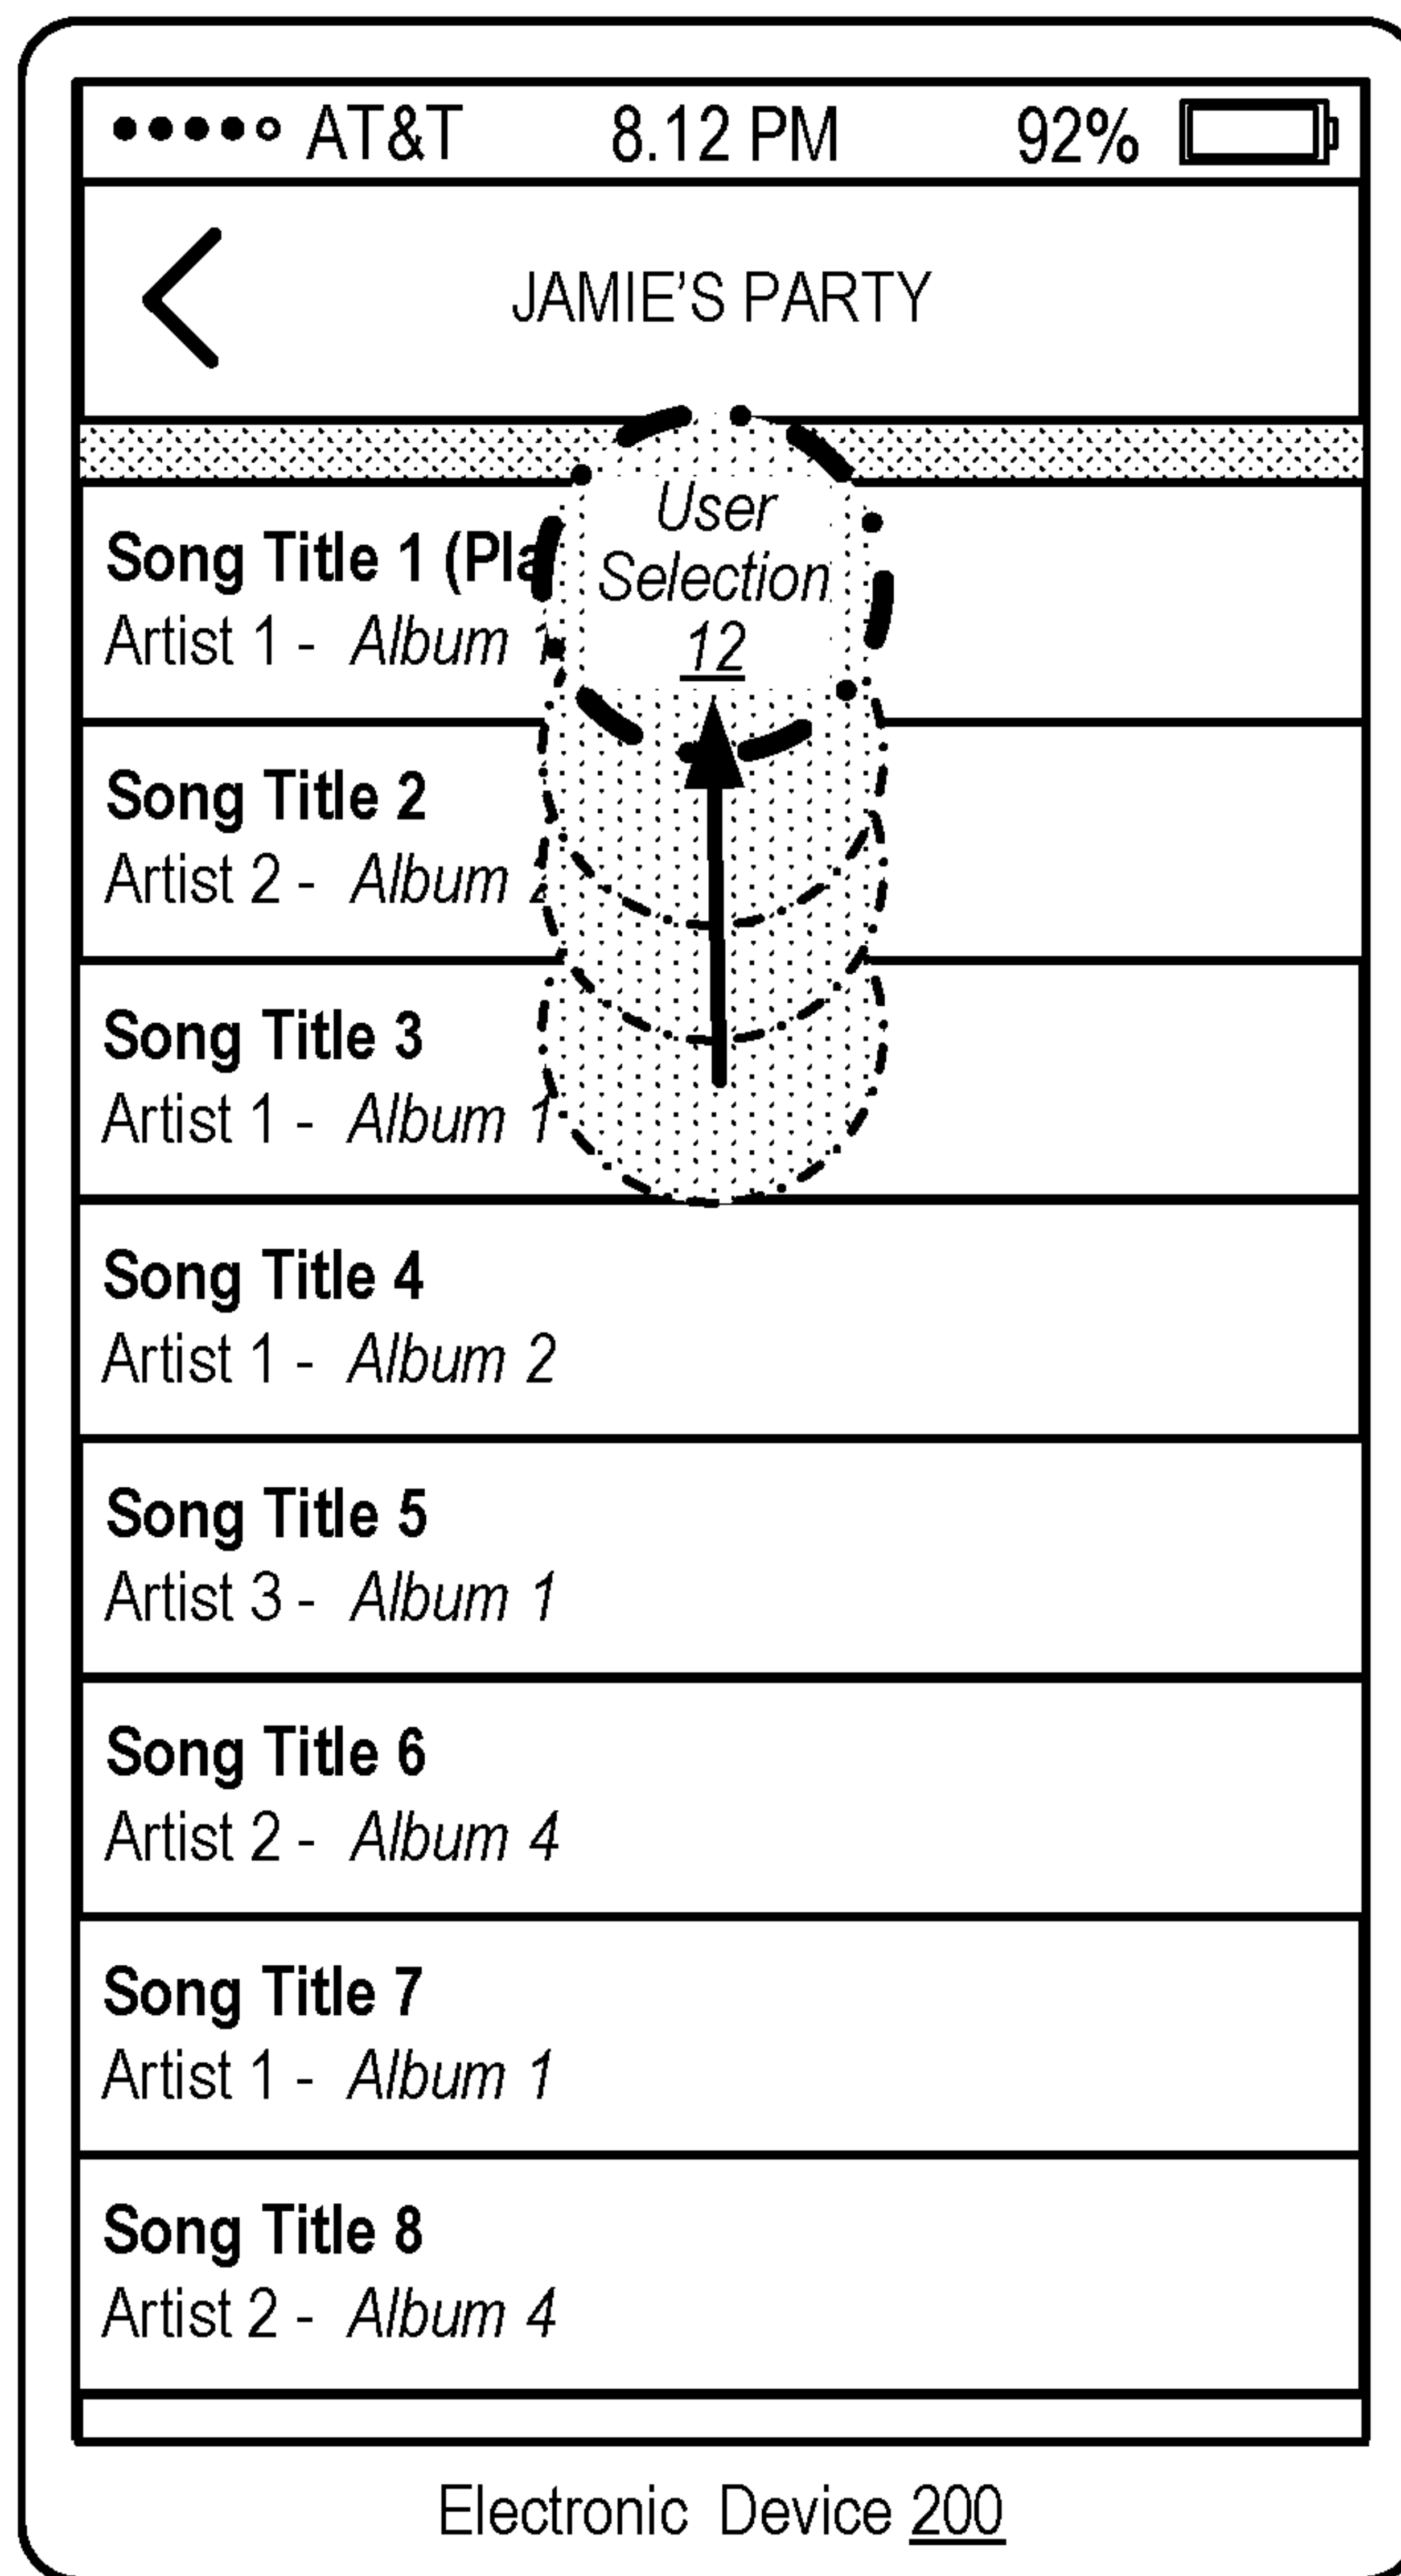 AT&T 8.12 PM 92%
JAMIE'S PARTY
User
Selection
12
Song Title 1 (Pla
Artist 1 - Album 1
Song Title 2
Artist 2 - Album
Song Title 3
Artist 1 - Album 1
Song Title 4
Artist 1 - Album 2
Song Title 5
Artist 3 - Album 1
Song Title 6
Artist 2 - Album 4
Song Title 7
Artist 1 - Album 1
Song Title 8
Artist 2 - Album 4
Electronic Device 200